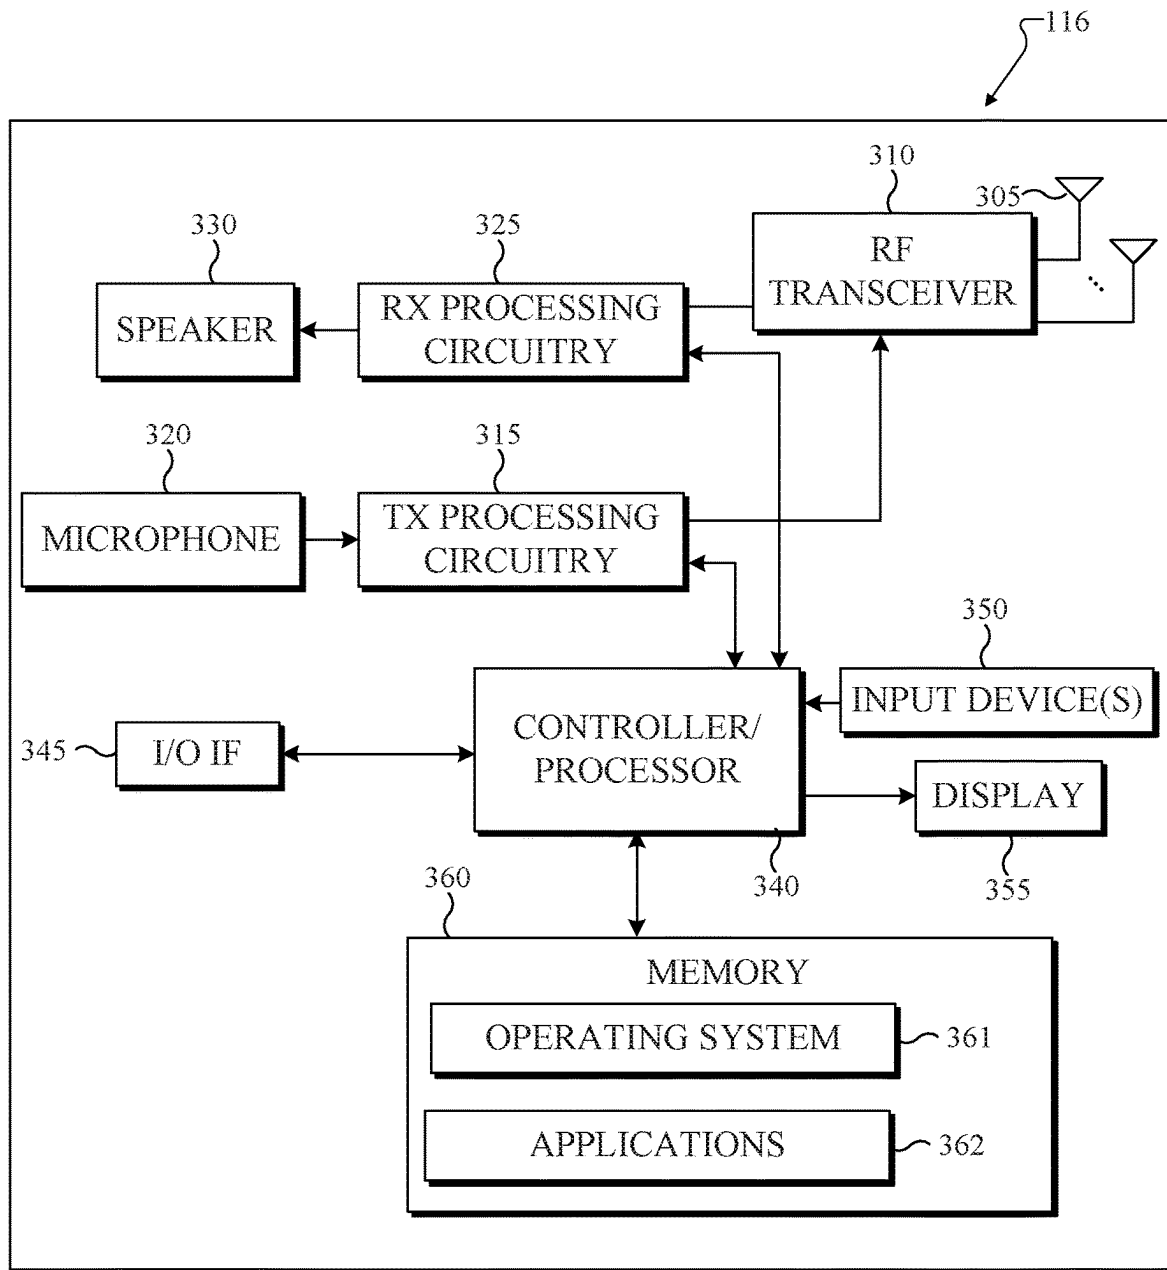 116
310
305
330
325
RF
TRANSCEIVER
SPEAKER
RX PROCESSING
CIRCUITRY
320
315
MICROPHONE
TX PROCESSING
CIRCUITRY
350
INPUT DEVICE(S)
345
I/O IF
CONTROLLER/
PROCESSOR
DISPLAY
340
355
360
MEMORY
OPERATING SYSTEM
361
APPLICATIONS
362